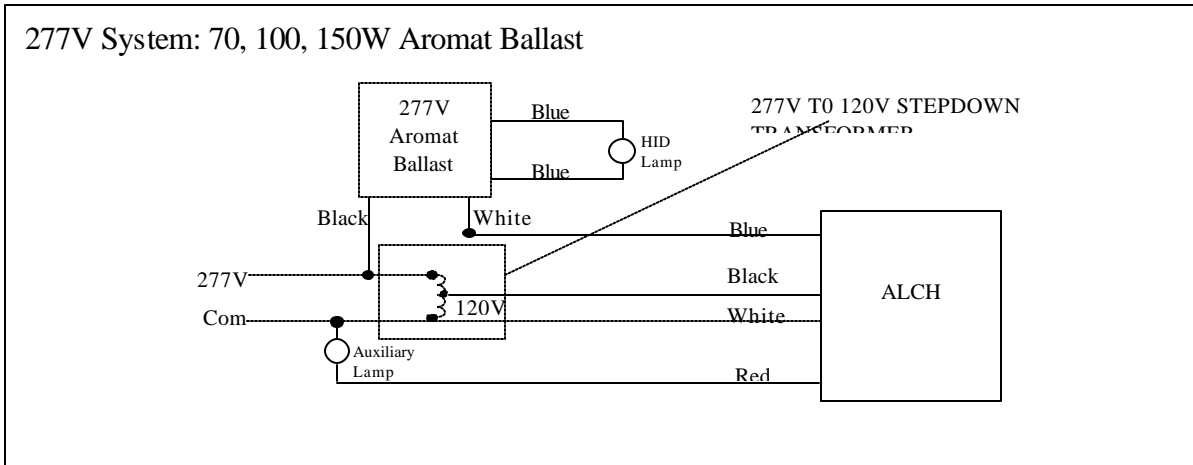 277V System: 70, 100, 150W Aromat Ballast
277V
Aromat
Ballast
Blue
Blue
HID
Lamp
277V T0 120V STEPDOWN
TRANSFORMER
Black
White
Blue
277V
Black
120V
ALCH
Com
White
Auxiliary
Lamp
Red